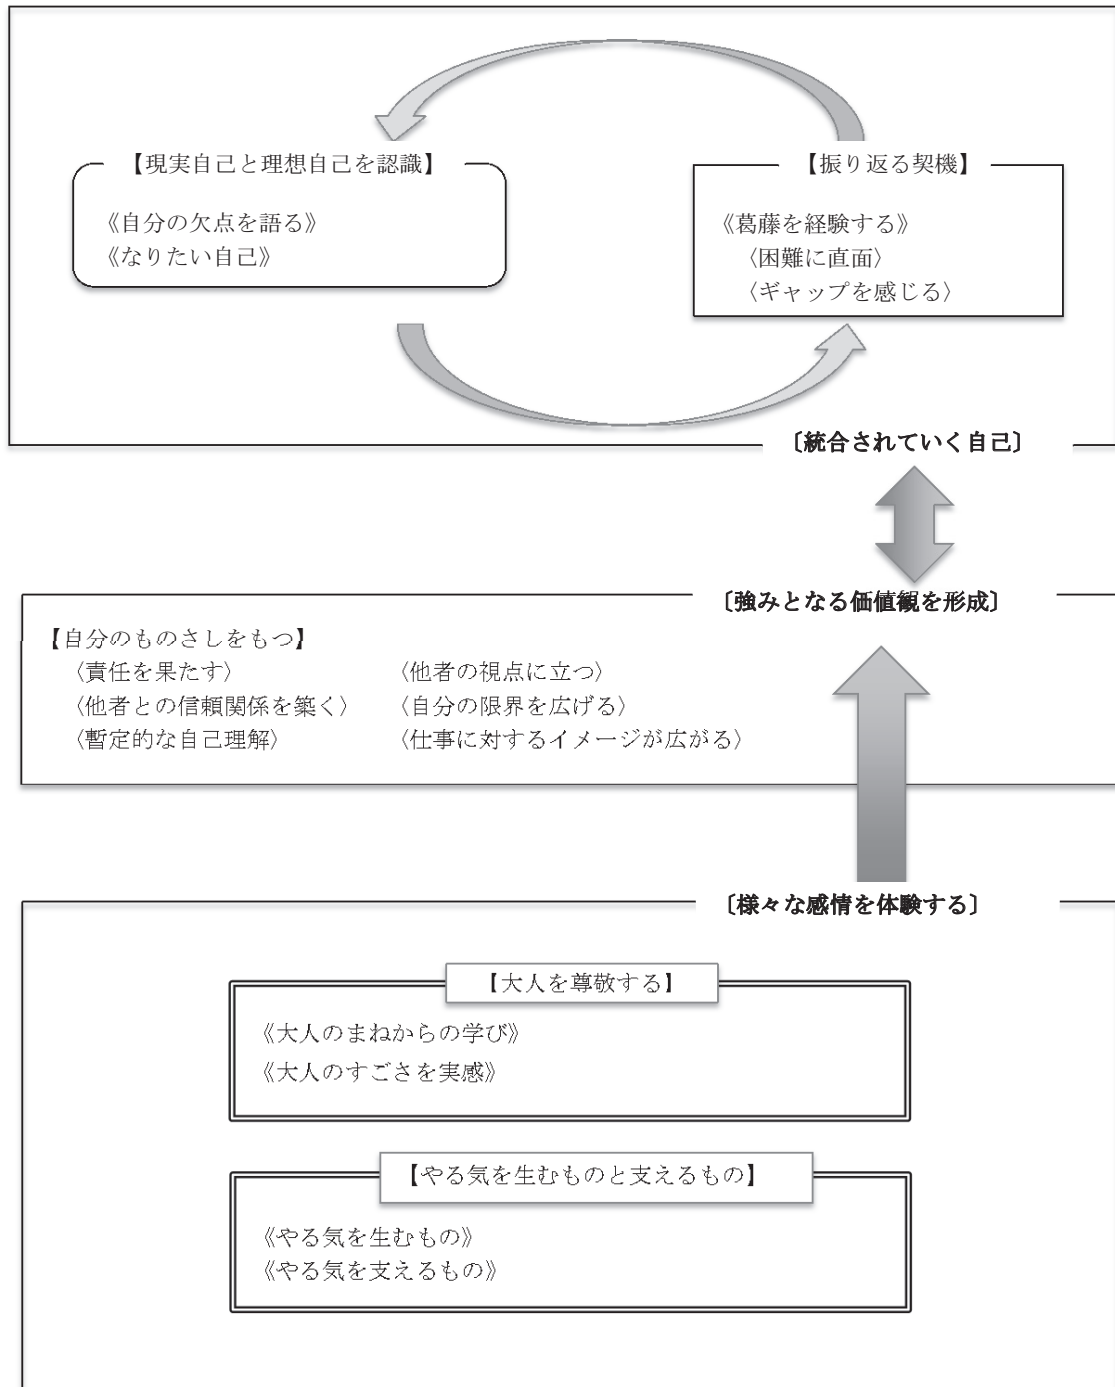 【現実自己と理想自己を認識】
《自分の欠点を語る》
《なりたい自己》
【振り返る契機】
《葛藤を経験する》
〈困難に直面〉
〈ギャップを感じる〉
〔統合されていく自己〕
〔強みとなる価値観を形成〕
【自分のものさしをもつ】
〈責任を果たす〉 〈他者の視点に立つ〉
〈他者との信頼関係を築く〉 〈自分の限界を広げる〉
〈暫定的な自己理解〉 〈仕事に対するイメージが広がる〉
〔様々な感情を体験する〕
【大人を尊敬する】
《大人のまねからの学び》
《大人のすごさを実感》
【やる気を生むものと支えるもの】
《やる気を生むもの》
《やる気を支えるもの》